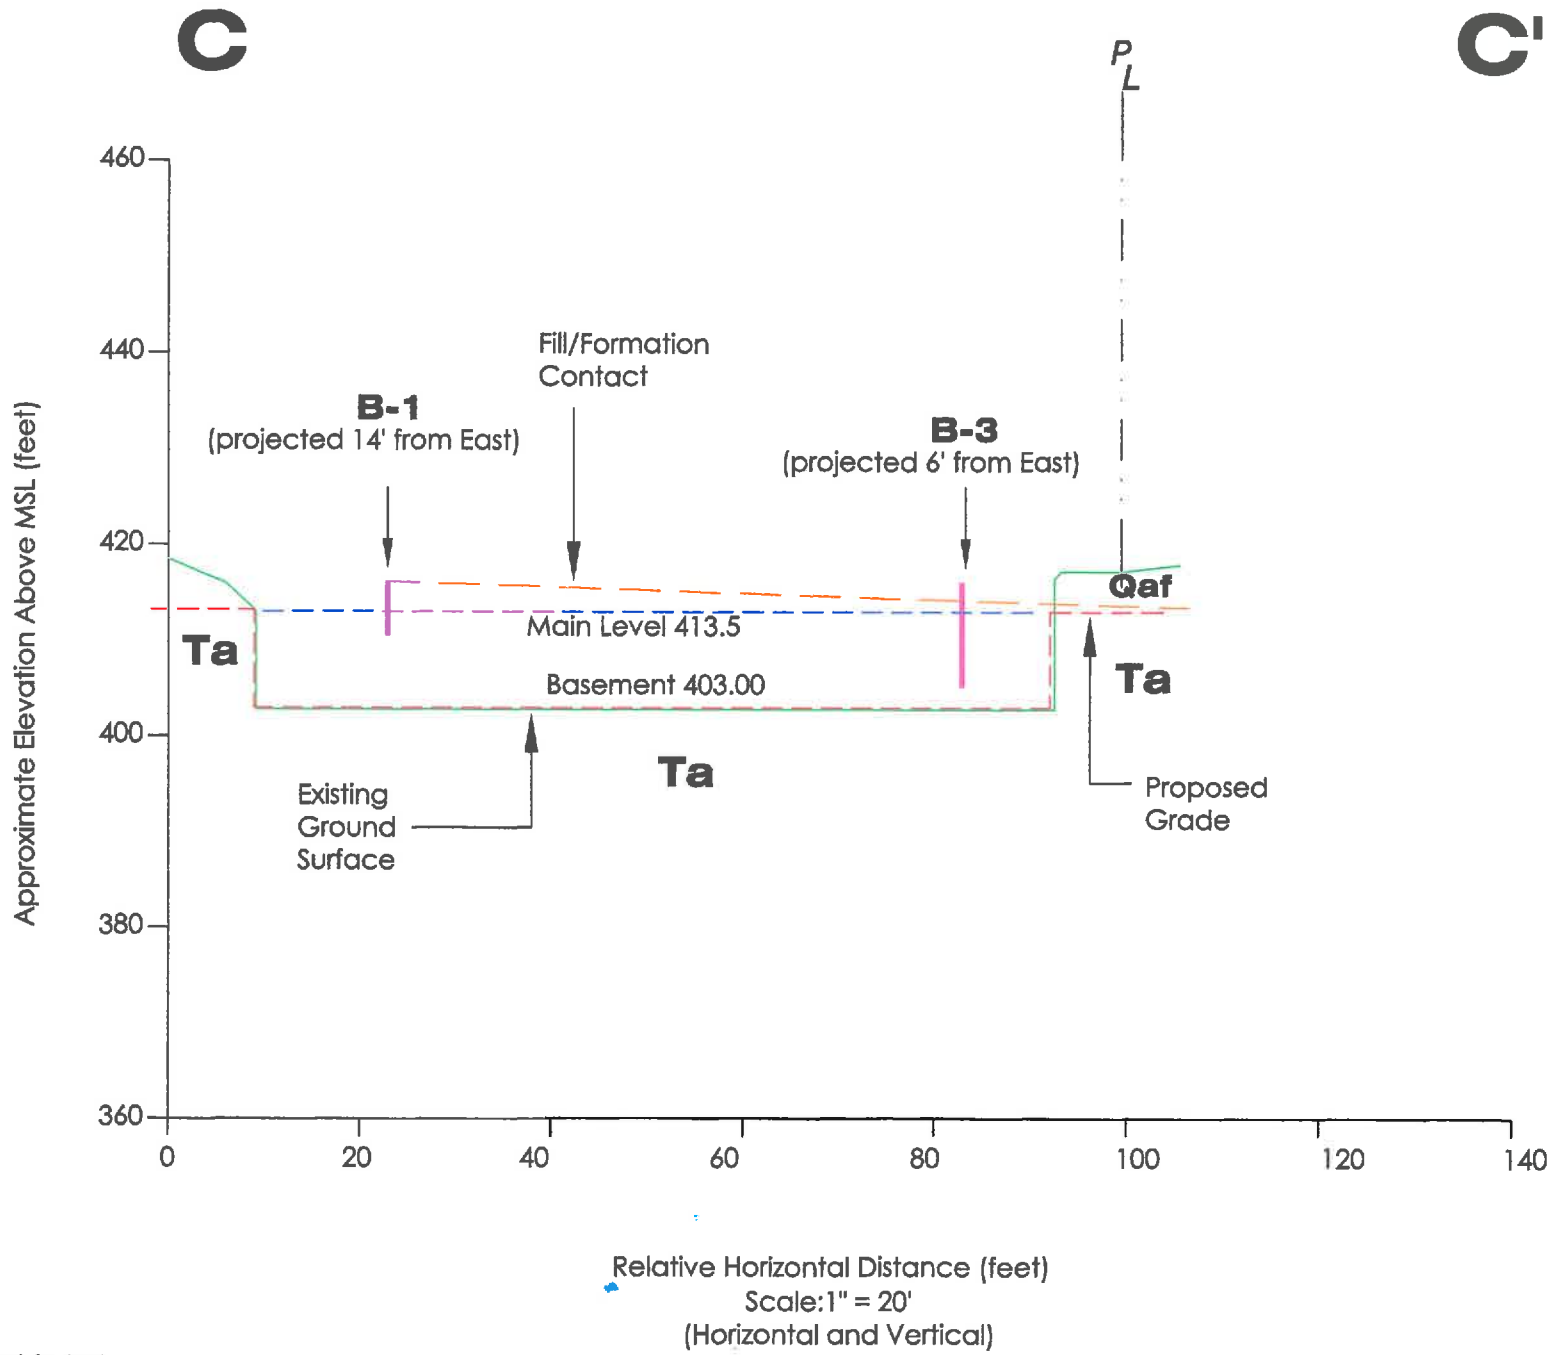 C
C'
P
L
460
440
420
400
380
360
Approximate Elevation Above MSL (feet)
Fill/Formation
Contact
B-1
(projected 14' from East)
B-3
(projected 6' from East)
Qaf
Main Level 413.5
Ta
Basement 403.00
Ta
Ta
Existing
Ground
Surface
Proposed
Grade
0
20
40
60
80
100
120
140
Relative Horizontal Distance (feet)
Scale:1" = 20'
(Horizontal and Vertical)